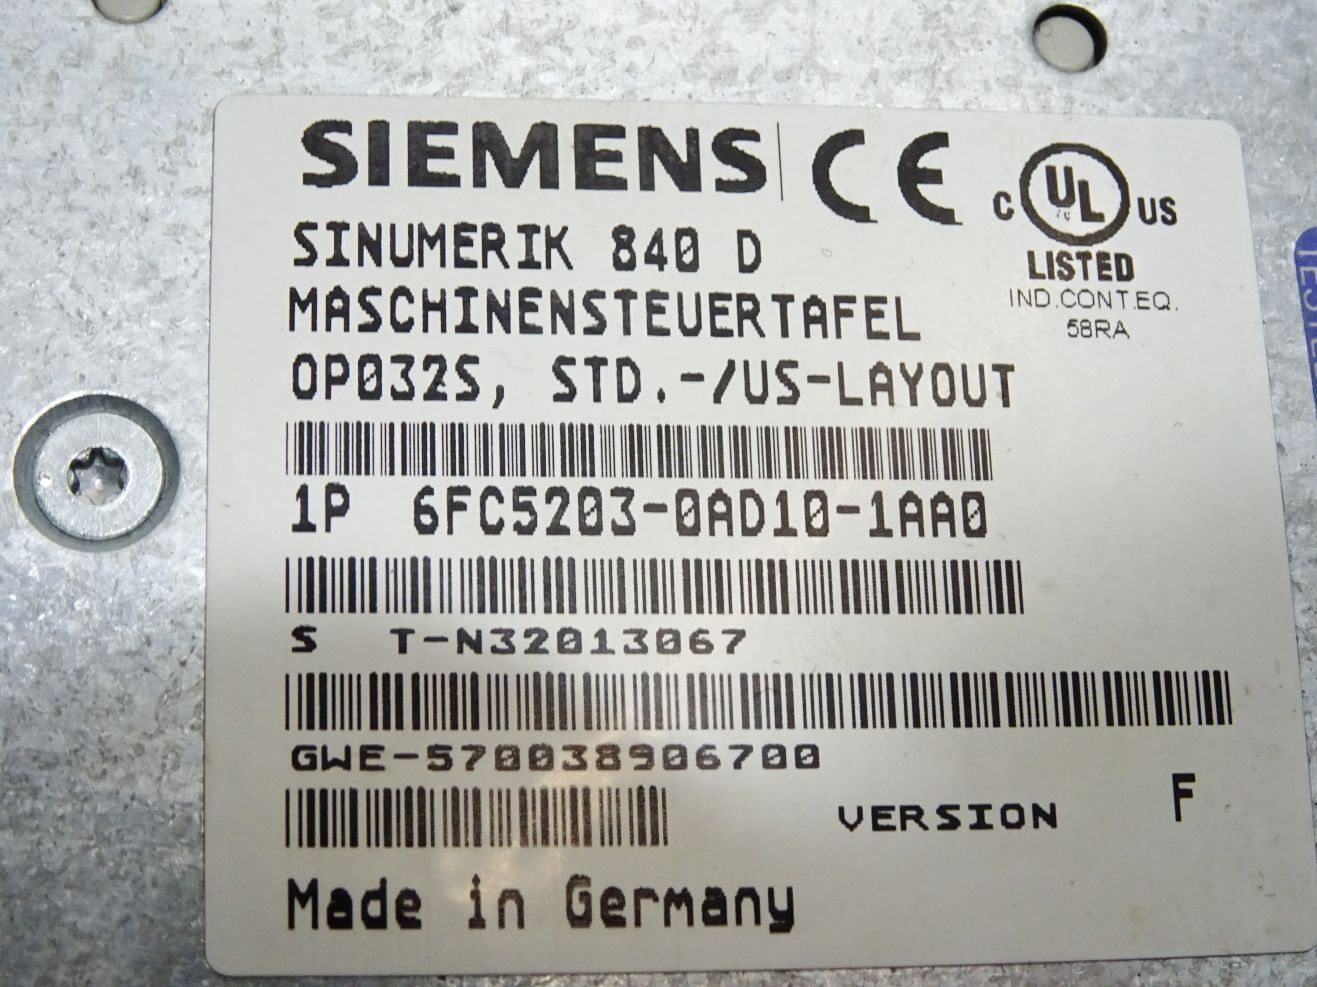 SIEMENS CE
C UL US
LISTED
IND.CONT.EQ.
58RA
SINUMERIK 840 D
MASCHINENSTEUERTAFEL
OP032S, STD.-/US-LAYOUT
1P 6FC5203-0AD10-1AA0
S T-N32013067
GWE-570038906700
VERSION F
Made in Germany